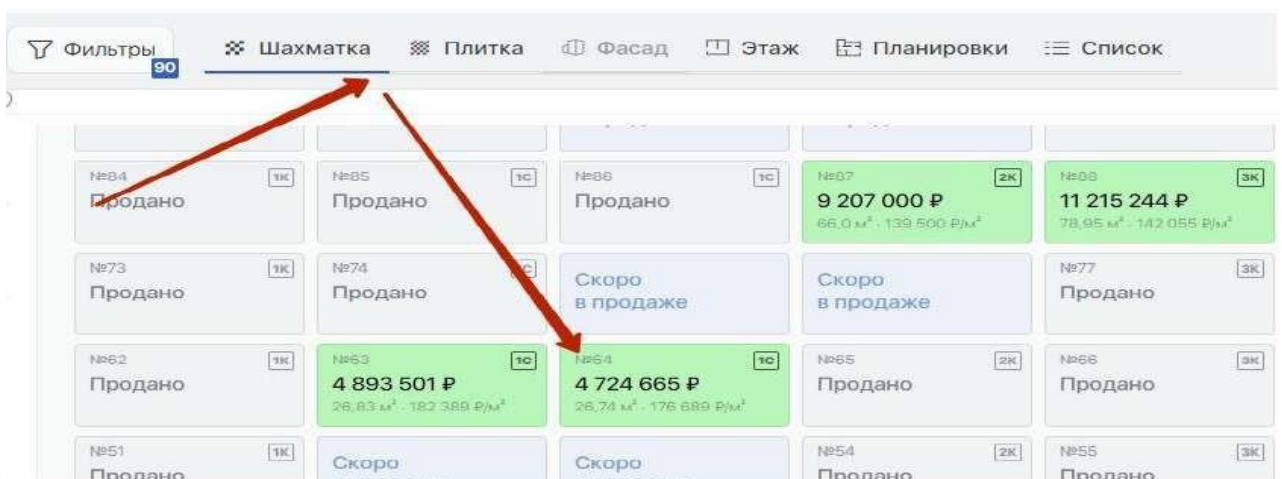 Фильтры
90
Шахматка
Плитка
Фасад
Этаж
Планировки
Список
№84 1К
Продано
№85 1С
Продано
№86 1С
Продано
№87 2К
9 207 000 ₽
66,0 м² · 139 500 ₽/м²
№88 3К
11 215 244 ₽
78,95 м² · 142 055 ₽/м²
№73 1К
Продано
№74
Продано
Скоро
в продаже
Скоро
в продаже
№77 3К
Продано
№62 1К
Продано
№63 1С
4 893 501 ₽
26,83 м² · 182 389 ₽/м²
№64 1С
4 724 665 ₽
26,74 м² · 176 689 ₽/м²
№65 2К
Продано
№66 3К
Продано
№51 1К
Продано
Скоро
Скоро
№54 2К
Продано
№55 3К
Продано